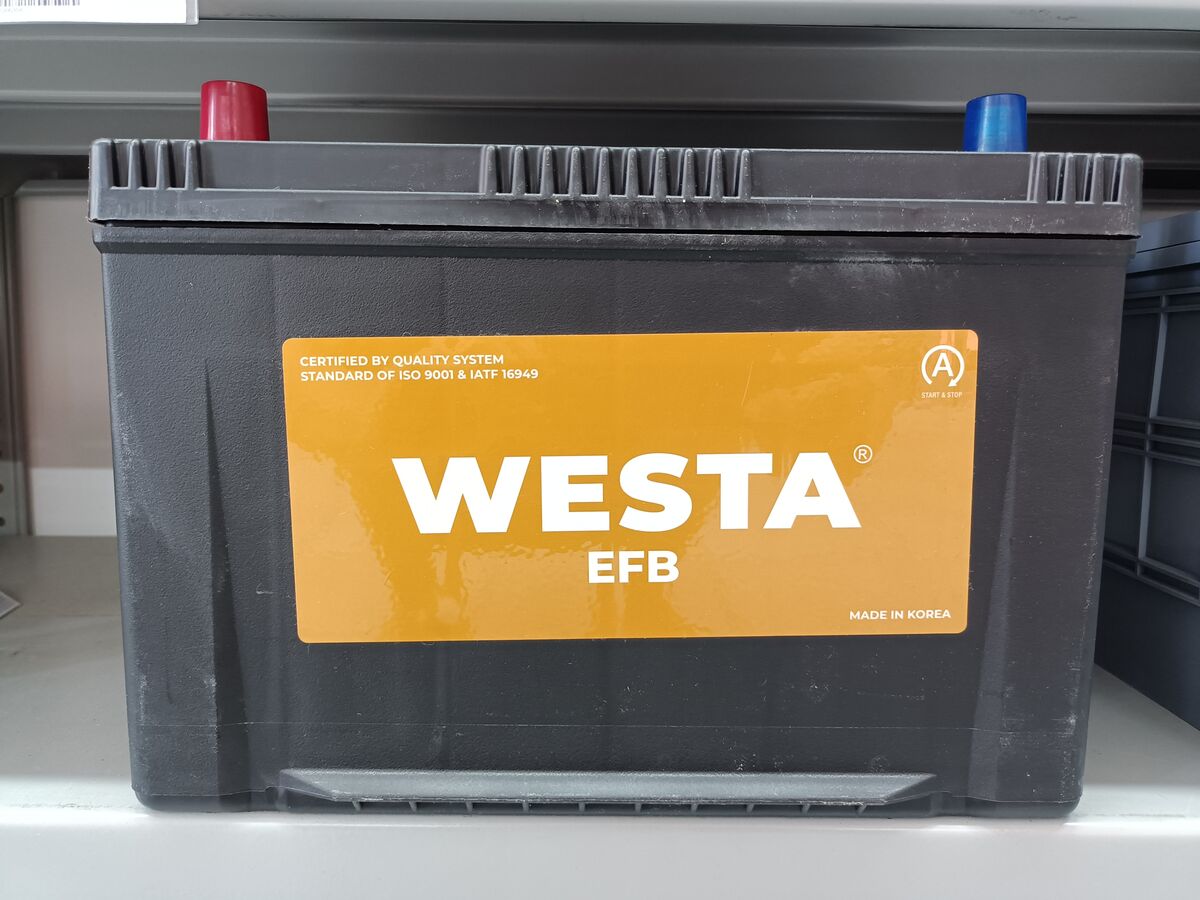 CERTIFIED BY QUALITY SYSTEM
STANDARD OF ISO 9001 & IATF 16949
A
START & STOP
WESTA®
EFB
MADE IN KOREA